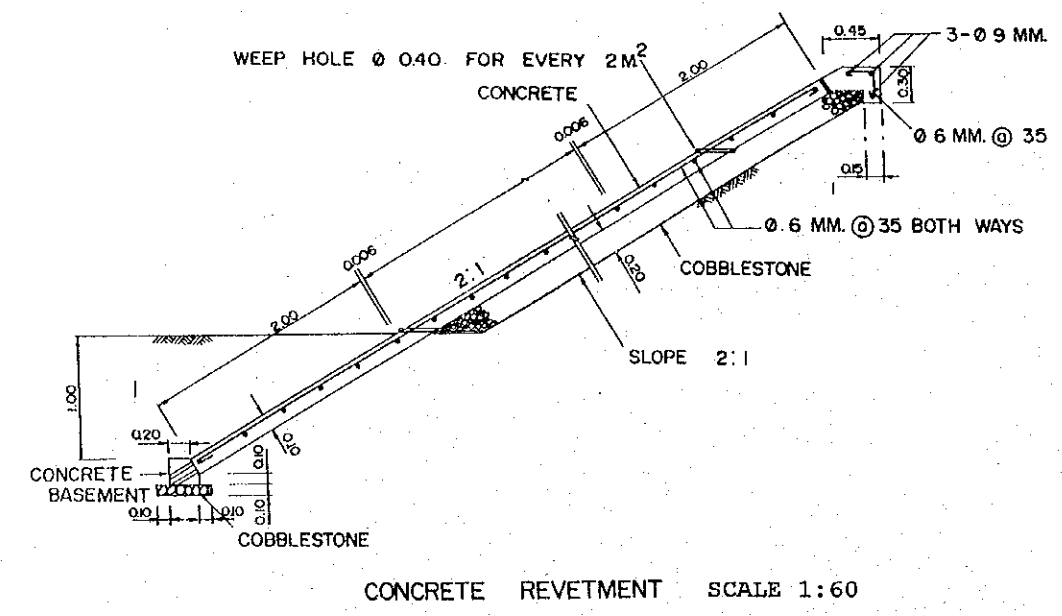 0.45
3-Ø 9 MM.
WEEP HOLE Ø 0.40 FOR EVERY 2M²
2.00
0.30
CONCRETE
0.006
Ø 6 MM. @ 35
0.15
Ø.6 MM. @ 35 BOTH WAYS
0.006
2:1
0.20
COBBLESTONE
2.00
SLOPE 2:1
1.00
0.20
0.10
0.10
CONCRETE
BASEMENT
0.10
0.10
0.10
COBBLESTONE
CONCRETE REVETMENT SCALE 1:60